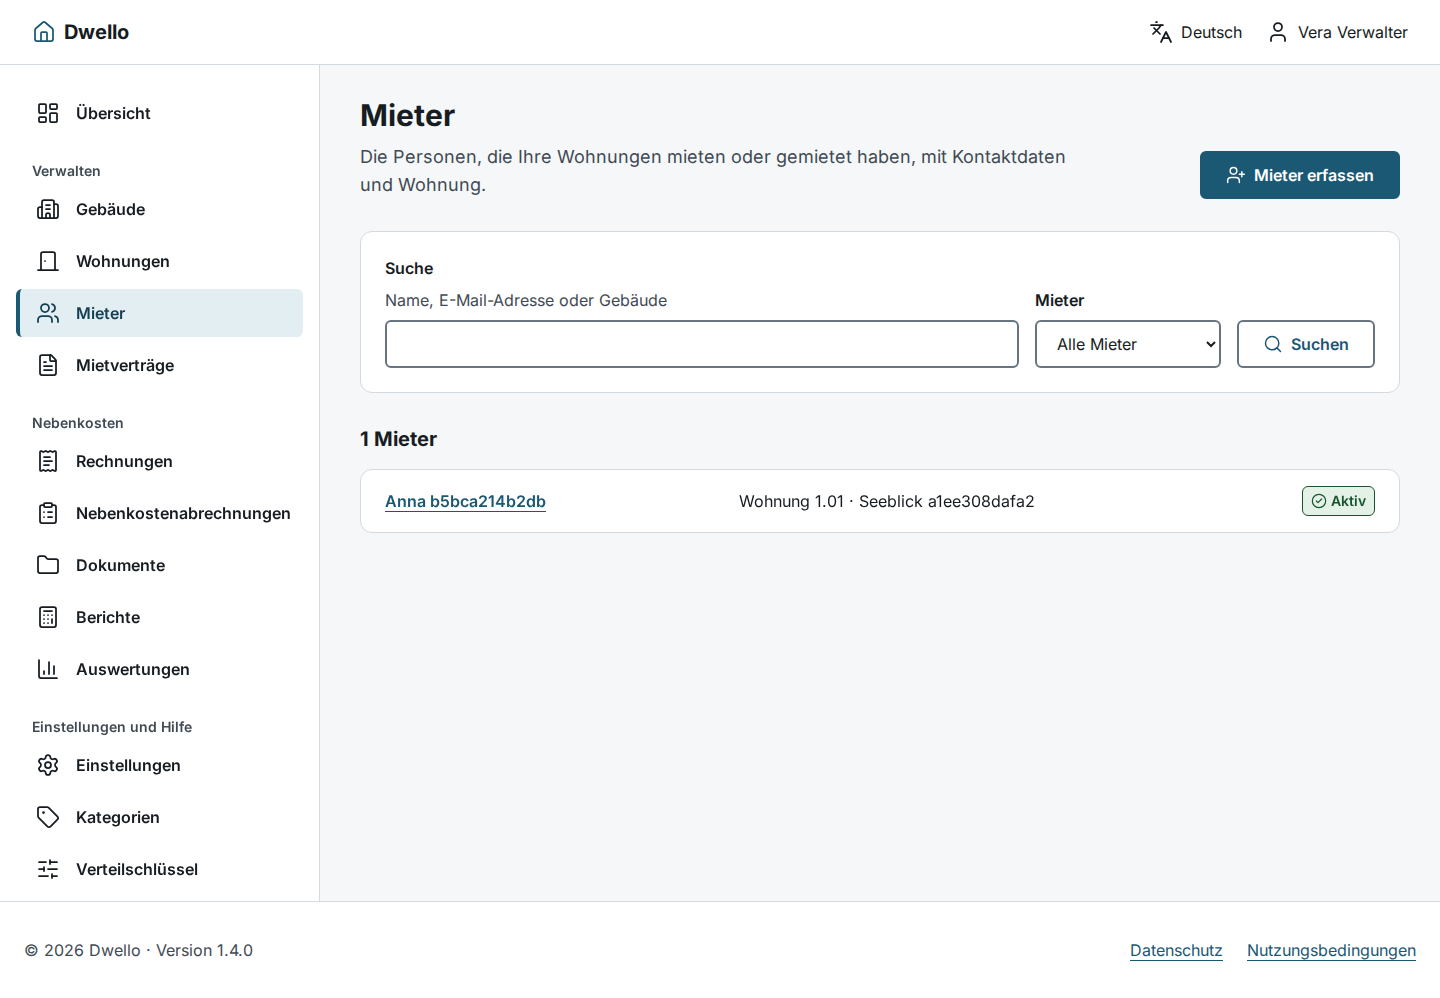 Dwello
Deutsch
Vera Verwalter
Übersicht
Verwalten
Gebäude
Wohnungen
Mieter
Mietverträge
Nebenkosten
Rechnungen
Nebenkostenabrechnungen
Dokumente
Berichte
Auswertungen
Einstellungen und Hilfe
Einstellungen
Kategorien
Verteilschlüssel
Mieter
Die Personen, die Ihre Wohnungen mieten oder gemietet haben, mit Kontaktdaten
und Wohnung.
Mieter erfassen
Suche
Name, E-Mail-Adresse oder Gebäude
Mieter
Alle Mieter
Suchen
1 Mieter
Anna b5bca214b2db
Wohnung 1.01 · Seeblick a1ee308dafa2
Aktiv
© 2026 Dwello · Version 1.4.0
Datenschutz
Nutzungsbedingungen